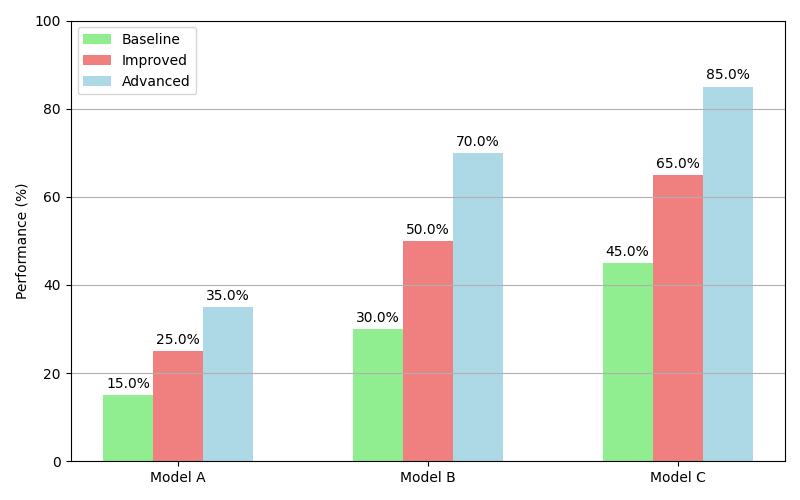 100
80
60
40
20
0
Performance (%)
Baseline
Improved
Advanced
15.0%
25.0%
35.0%
30.0%
50.0%
70.0%
45.0%
65.0%
85.0%
Model A
Model B
Model C